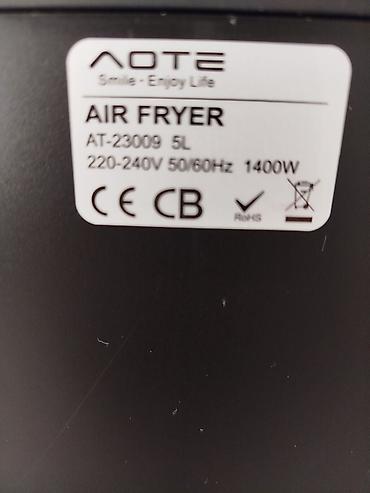 AOTE
Smile · Enjoy Life
AIR FRYER
AT-23009 5L
220-240V 50/60Hz 1400W
CE CB RoHS